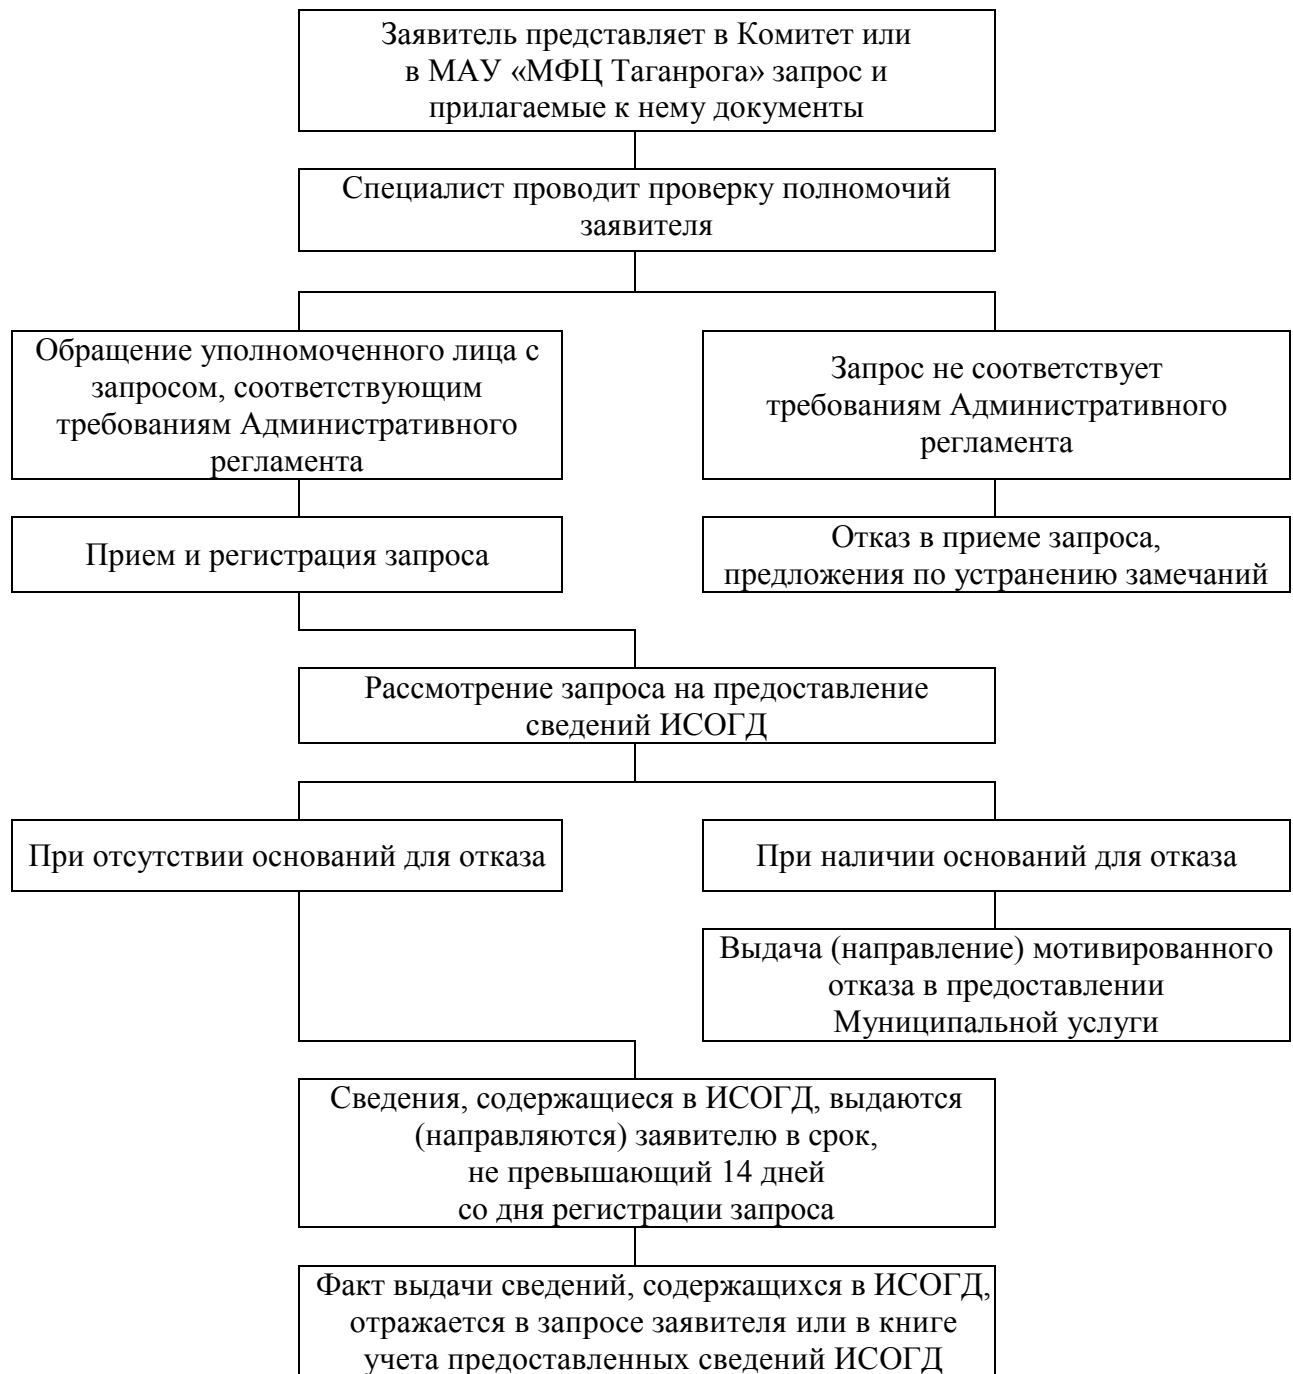 Заявитель представляет в Комитет или
в МАУ «МФЦ Таганрога» запрос и
прилагаемые к нему документы
Специалист проводит проверку полномочий
заявителя
Обращение уполномоченного лица с
запросом, соответствующим
требованиям Административного
регламента
Запрос не соответствует
требованиям Административного
регламента
Прием и регистрация запроса
Отказ в приеме запроса,
предложения по устранению замечаний
Рассмотрение запроса на предоставление
сведений ИСОГД
При отсутствии оснований для отказа
При наличии оснований для отказа
Выдача (направление) мотивированного
отказа в предоставлении
Муниципальной услуги
Сведения, содержащиеся в ИСОГД, выдаются
(направляются) заявителю в срок,
не превышающий 14 дней
со дня регистрации запроса
Факт выдачи сведений, содержащихся в ИСОГД,
отражается в запросе заявителя или в книге
учета предоставленных сведений ИСОГД